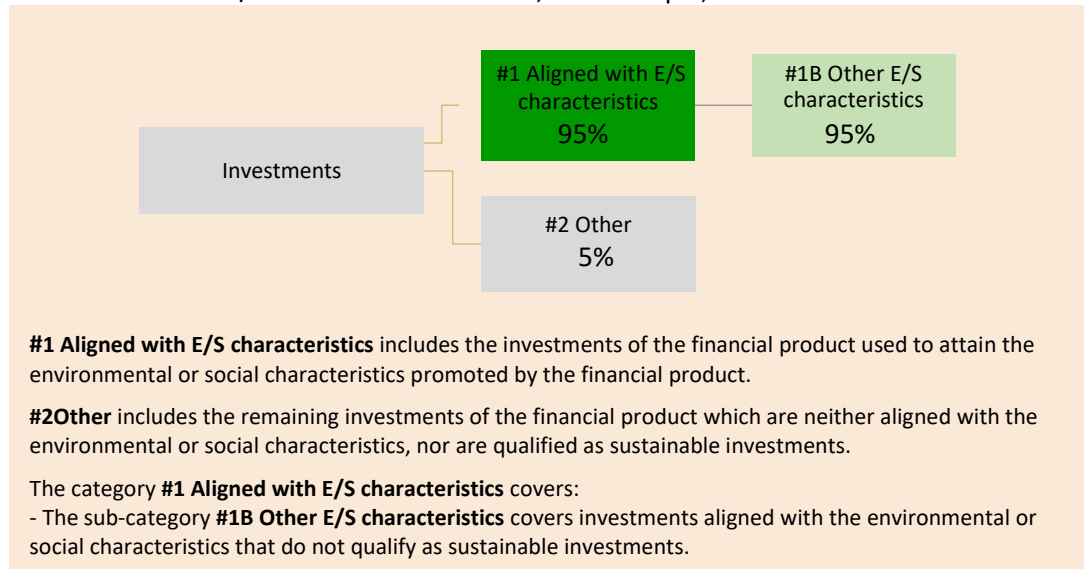 #1 Aligned with E/S
characteristics
95%
#1B Other E/S
characteristics
95%
Investments
#2 Other
5%
#1 Aligned with E/S characteristics includes the investments of the financial product used to attain the
environmental or social characteristics promoted by the financial product.
#2Other includes the remaining investments of the financial product which are neither aligned with the
environmental or social characteristics, nor are qualified as sustainable investments.
The category #1 Aligned with E/S characteristics covers:
- The sub-category #1B Other E/S characteristics covers investments aligned with the environmental or
social characteristics that do not qualify as sustainable investments.